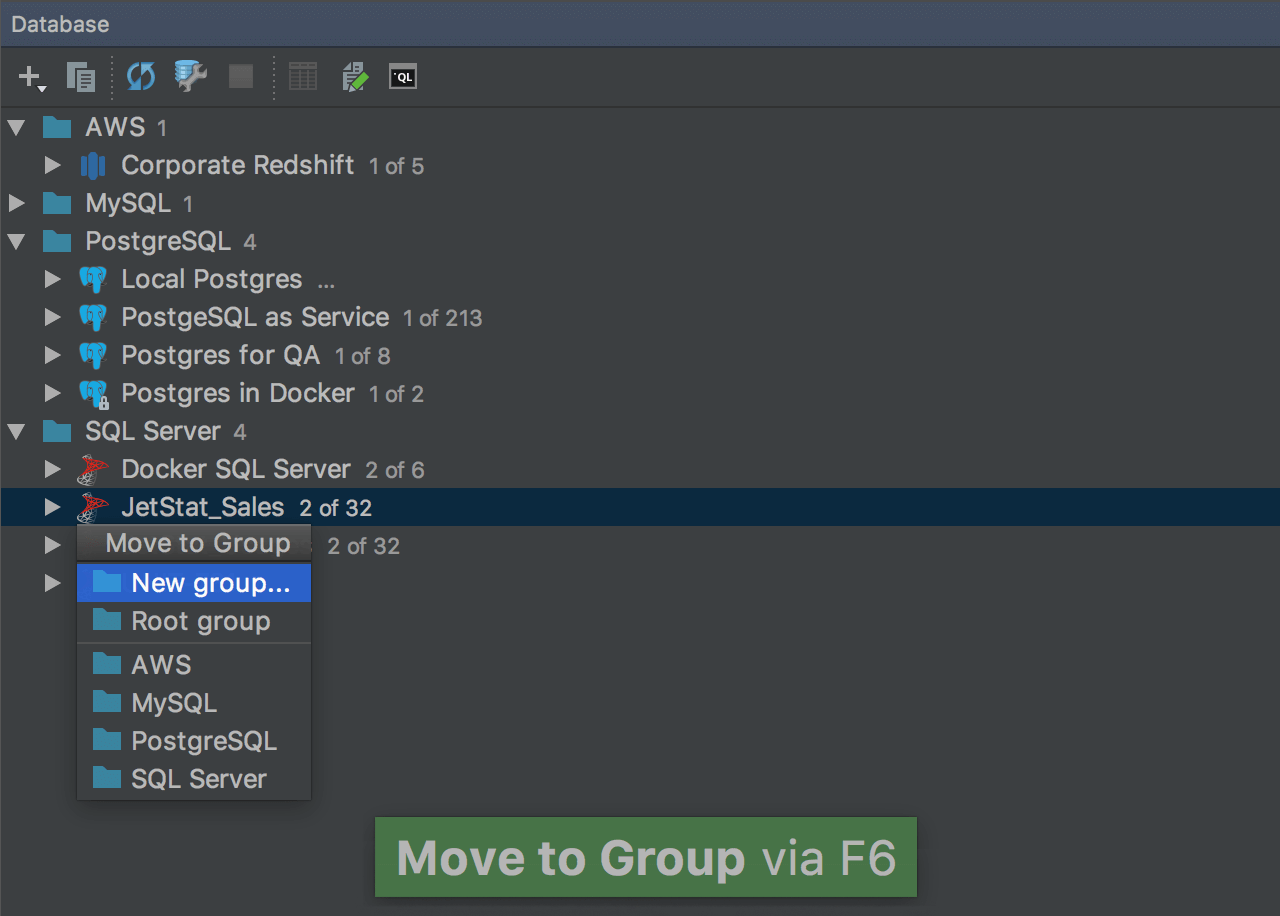 Database
QL
AWS 1
Corporate Redshift 1 of 5
MySQL 1
PostgreSQL 4
Local Postgres ...
PostgeSQL as Service 1 of 213
Postgres for QA 1 of 8
Postgres in Docker 1 of 2
SQL Server 4
Docker SQL Server 2 of 6
JetStat_Sales 2 of 32
Move to Group 2 of 32
New group...
Root group
AWS
MySQL
PostgreSQL
SQL Server
Move to Group via F6